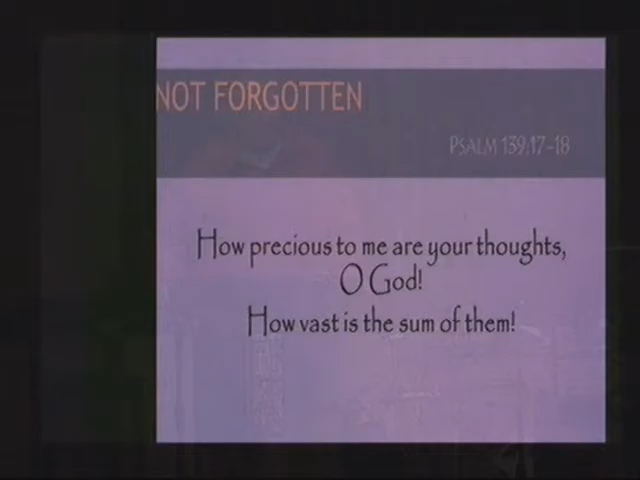 NOT FORGOTTEN
PSALM 139:17-18
How precious to me are your thoughts,
O God!
How vast is the sum of them!